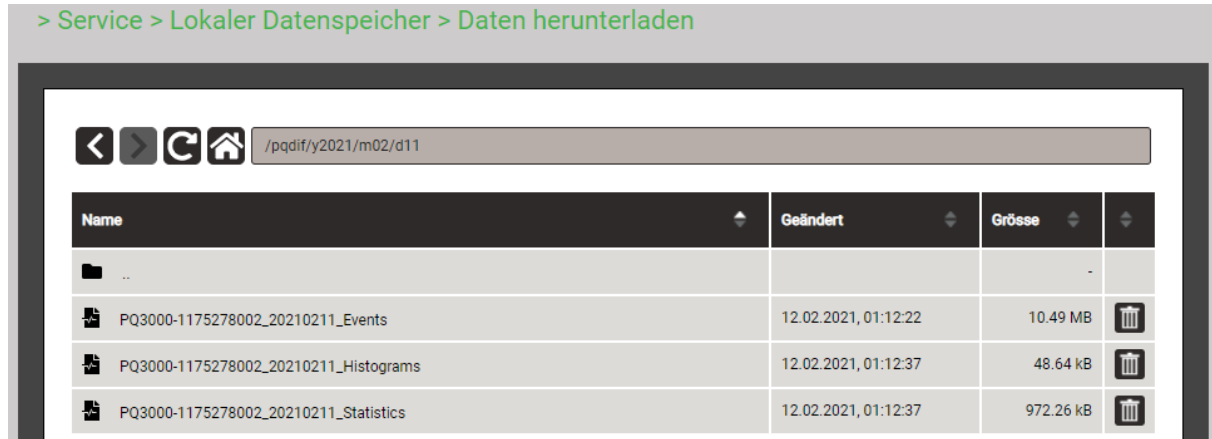 > Service > Lokaler Datenspeicher > Daten herunterladen
/pqdif/y2021/m02/d11
Name Geändert Grösse
.. -
PQ3000-1175278002_20210211_Events 12.02.2021, 01:12:22 10.49 MB
PQ3000-1175278002_20210211_Histograms 12.02.2021, 01:12:37 48.64 kB
PQ3000-1175278002_20210211_Statistics 12.02.2021, 01:12:37 972.26 kB